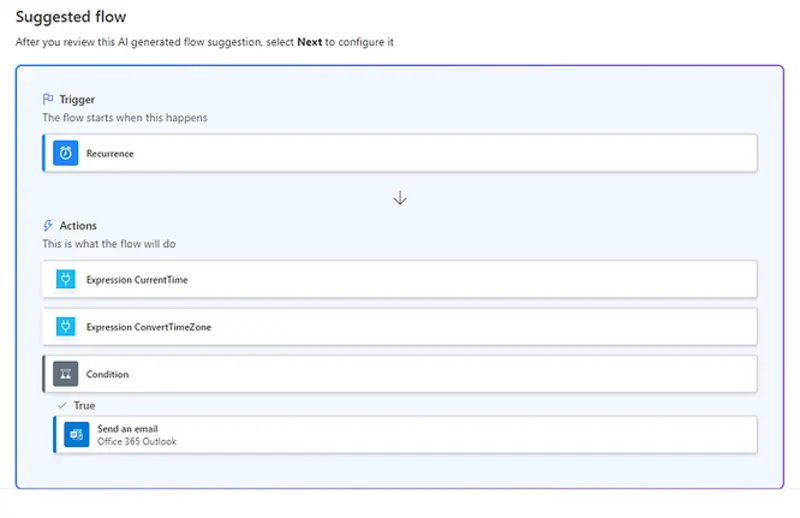 Suggested flow
After you review this AI generated flow suggestion, select Next to configure it
Trigger
The flow starts when this happens
Recurrence
Actions
This is what the flow will do
Expression CurrentTime
Expression ConvertTimeZone
Condition
True
Send an email
Office 365 Outlook